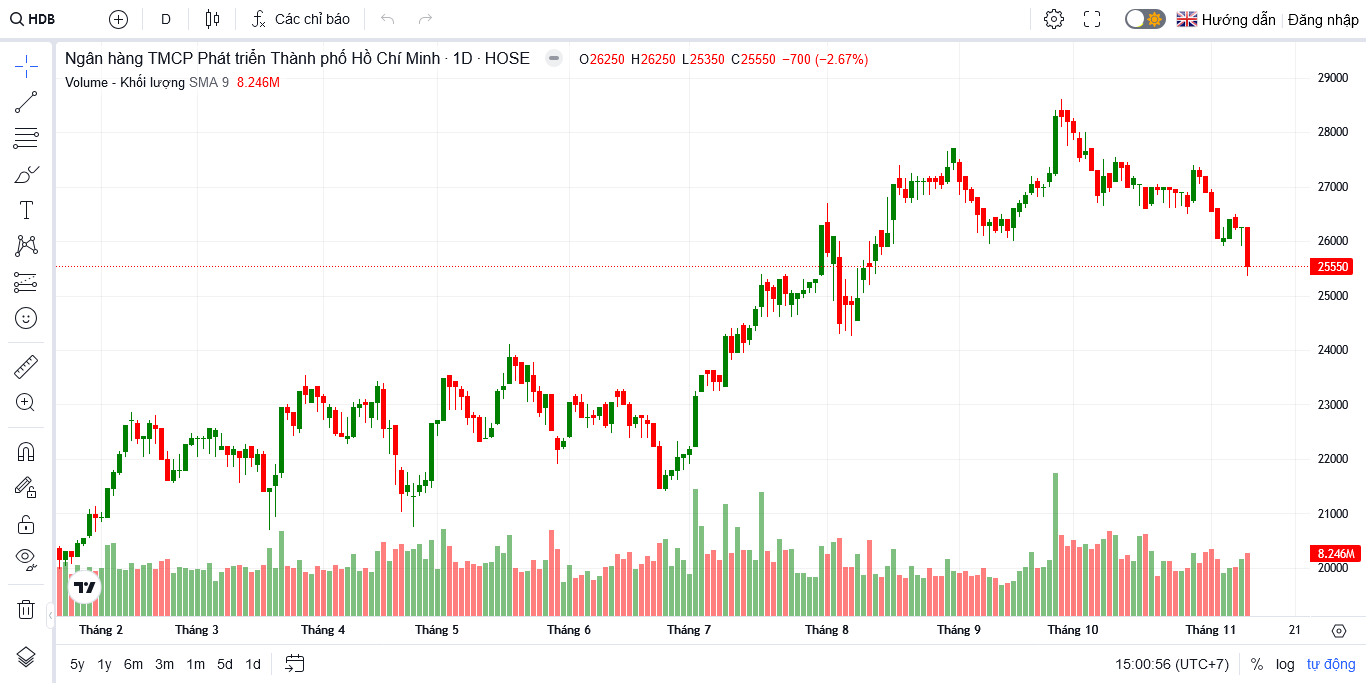 HDB D Các chỉ báo Hướng dẫn Đăng nhập
Ngân hàng TMCP Phát triển Thành phố Hồ Chí Minh · 1D · HOSE O26250 H26250 L25350 C25550 −700 (−2.67%)
Volume - Khối lượng SMA 9 8.246M
29000
28000
27000
26000
25550
25000
24000
23000
22000
21000
8.246M
20000
Tháng 2 Tháng 3 Tháng 4 Tháng 5 Tháng 6 Tháng 7 Tháng 8 Tháng 9 Tháng 10 Tháng 11 21
5y 1y 6m 3m 1m 5d 1d 15:00:56 (UTC+7) % log tự động